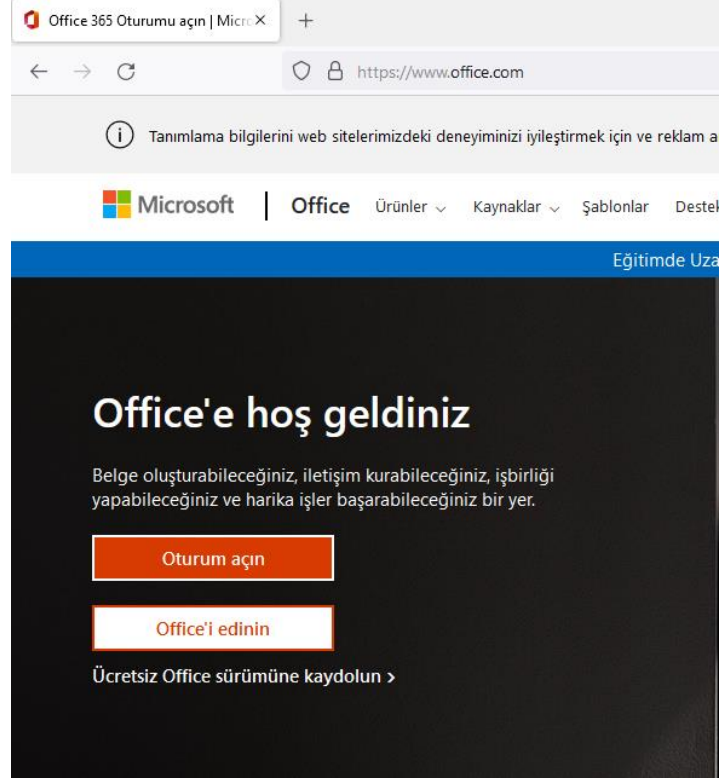 Office 365 Oturumu açın | Micro
https://www.office.com
Tanımlama bilgilerini web sitelerimizdeki deneyiminizi iyileştirmek için ve reklam a
Microsoft | Office Ürünler Kaynaklar Şablonlar Destek
Eğitimde Uza
Office'e hoş geldiniz
Belge oluşturabileceğiniz, iletişim kurabileceğiniz, işbirliği
yapabileceğiniz ve harika işler başarabileceğiniz bir yer.
Oturum açın
Office'i edinin
Ücretsiz Office sürümüne kaydolun >